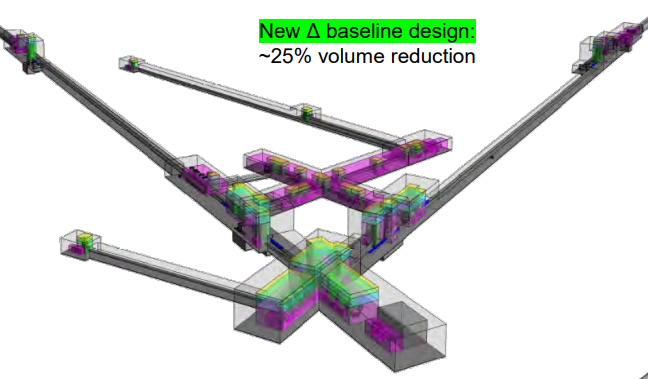 New Δ baseline design:
~25% volume reduction